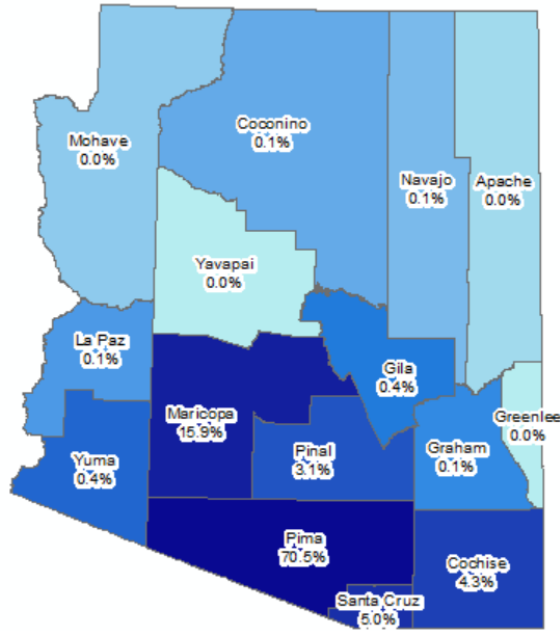 Mohave
0.0%
Coconino
0.1%
Navajo
0.1%
Apache
0.0%
Yavapai
0.0%
La Paz
0.1%
Gila
0.4%
Maricopa
15.9%
Greenlee
0.0%
Yuma
0.4%
Pinal
3.1%
Graham
0.1%
Pima
70.5%
Cochise
4.3%
Santa Cruz
5.0%